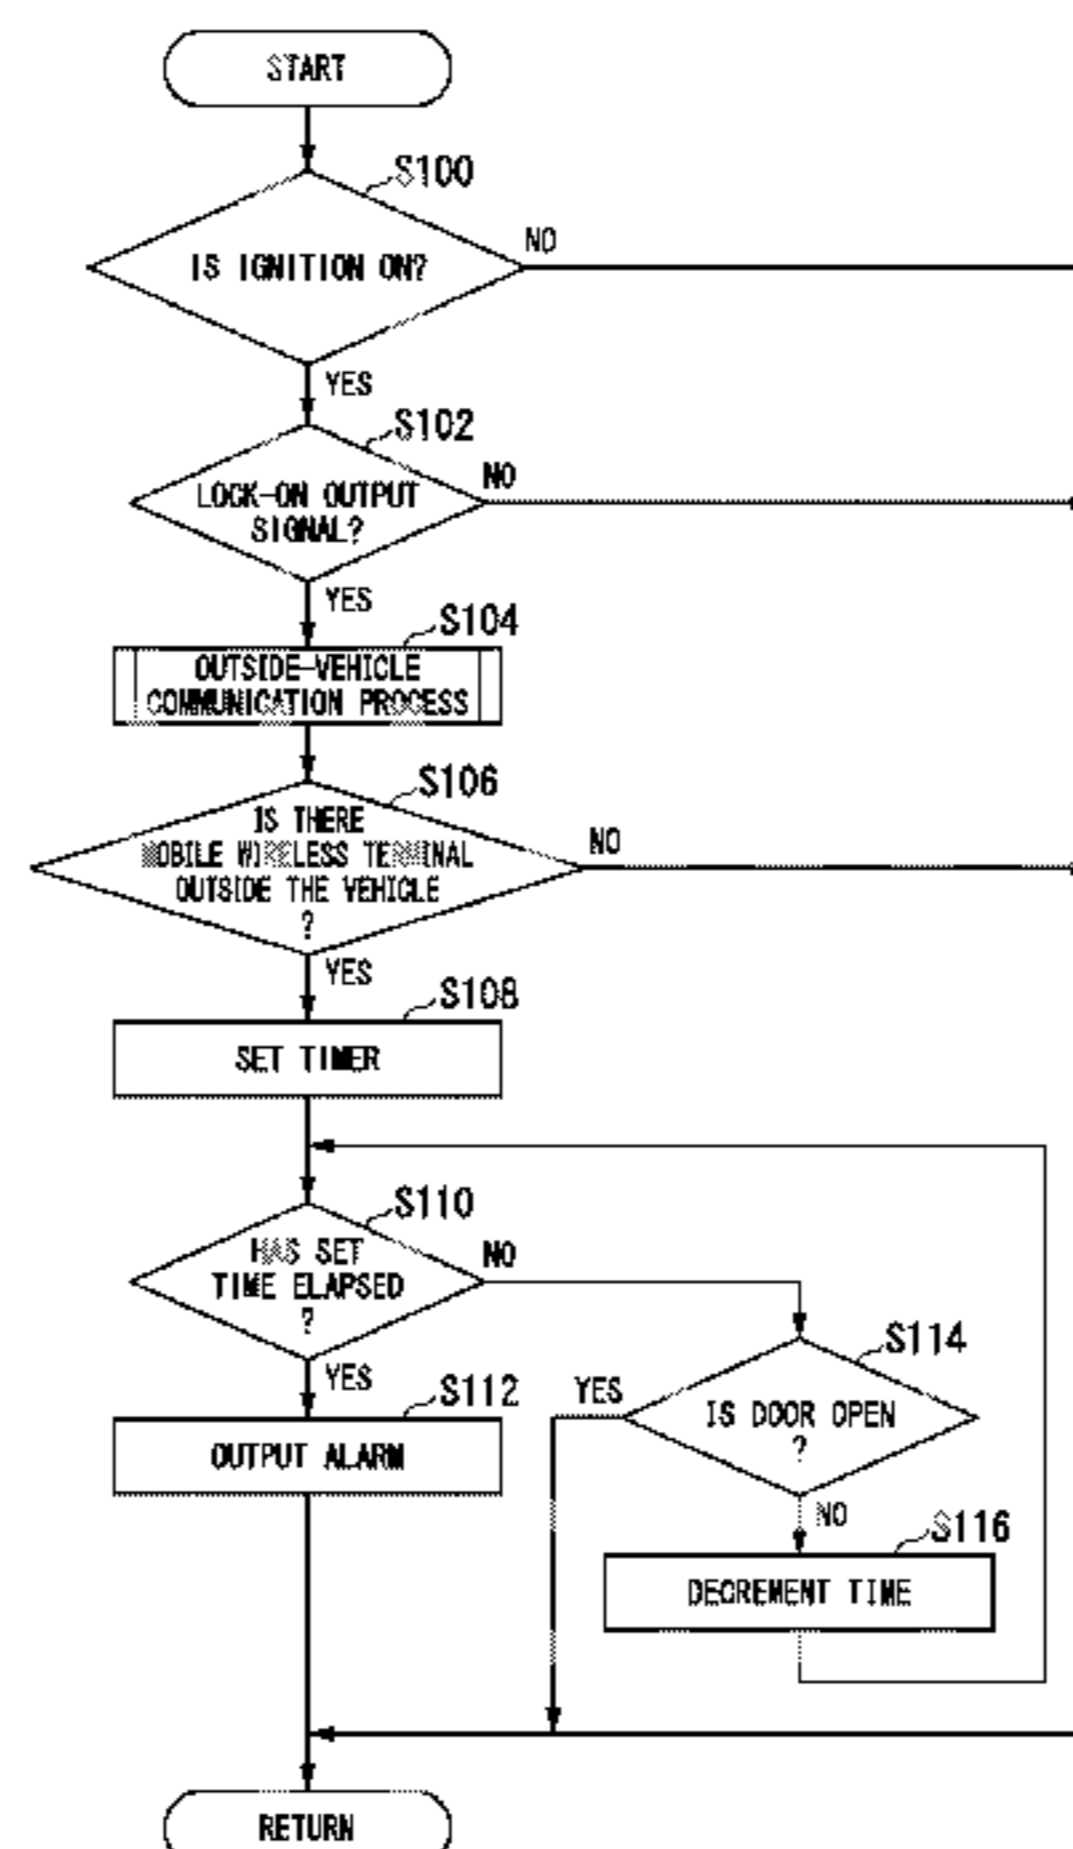 START
S100
IS IGNITION ON?
NO
YES
S102
LOCK-ON OUTPUT
SIGNAL?
NO
YES
S104
OUTSIDE-VEHICLE
COMMUNICATION PROCESS
S106
IS THERE
MOBILE WIRELESS TERMINAL
OUTSIDE THE VEHICLE
?
NO
YES
S108
SET TIMER
S110
HAS SET
TIME ELAPSED
?
NO
YES
S112
OUTPUT ALARM
S114
IS DOOR OPEN
?
YES
NO
S116
DECREMENT TIME
RETURN